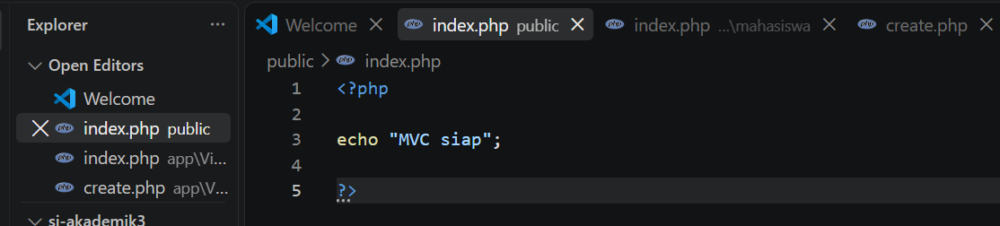 Explorer ...
Open Editors
Welcome
index.php public
index.php app\Vi...
create.php app\V...
si-akademik3
Welcome index.php public index.php ...\mahasiswa create.php
public > index.php
1 <?php
2
3 echo "MVC siap";
4
5 ?>